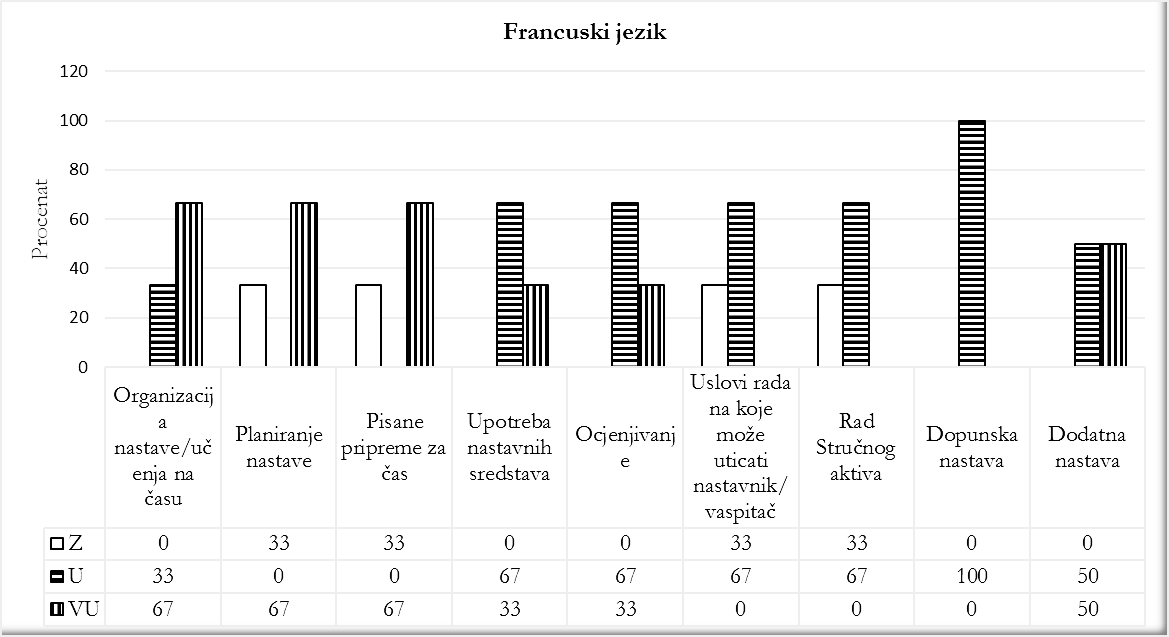 Francuski jezik
120
100
80
60
40
20
0
Procenat
Organizacij
a
nastave/uč
enja na
času
Planiranje
nastave
Pisane
pripreme za
čas
Upotreba
nastavnih
sredstava
Ocjenjivanj
e
Uslovi rada
na koje
može
uticati
nastavnik/
vaspitač
Rad
Stručnog
aktiva
Dopunska
nastava
Dodatna
nastava
Z 0 33 33 0 0 33 33 0 0
U 33 0 0 67 67 67 67 100 50
VU 67 67 67 33 33 0 0 0 50